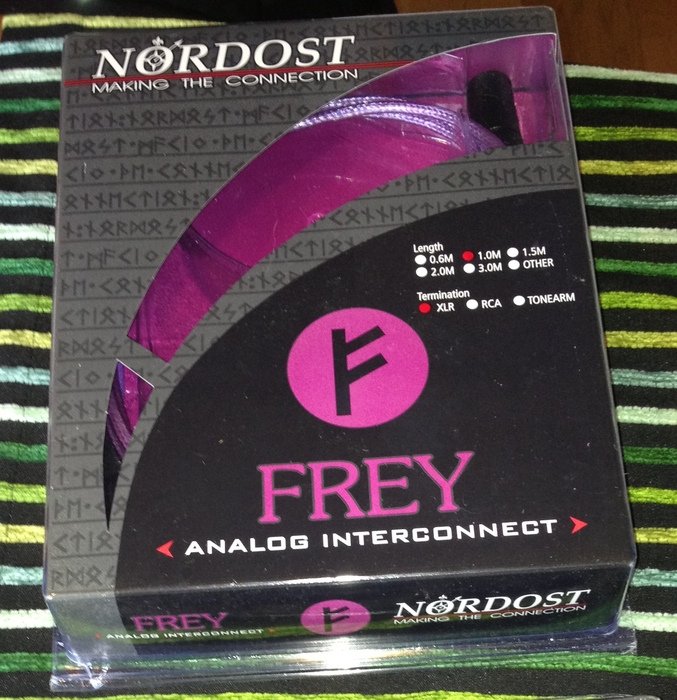 NORDOST
MAKING THE CONNECTION
Length
0.6M 1.0M 1.5M
2.0M 3.0M OTHER
Termination
XLR RCA TONEARM
ᚠ
FREY
ANALOG INTERCONNECT
FREY
ANALOG INTERCONNECT
ᚠ
NORDOST
MAKING THE CONNECTION